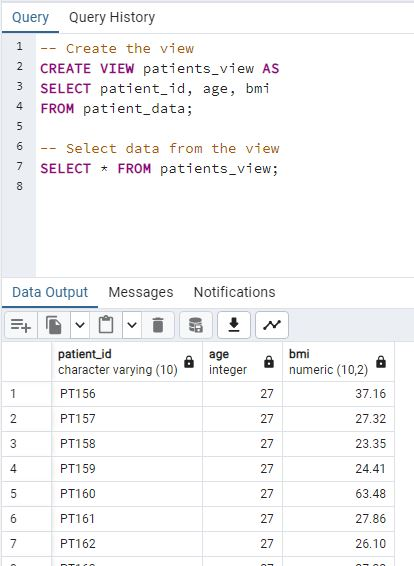 Query Query History
1 -- Create the view
2 CREATE VIEW patients_view AS
3 SELECT patient_id, age, bmi
4 FROM patient_data;
5
6 -- Select data from the view
7 SELECT * FROM patients_view;
8
Data Output Messages Notifications
patient_id age bmi
character varying (10) integer numeric (10,2)
1 PT156 27 37.16
2 PT157 27 27.32
3 PT158 27 23.35
4 PT159 27 24.41
5 PT160 27 63.48
6 PT161 27 27.86
7 PT162 27 26.10